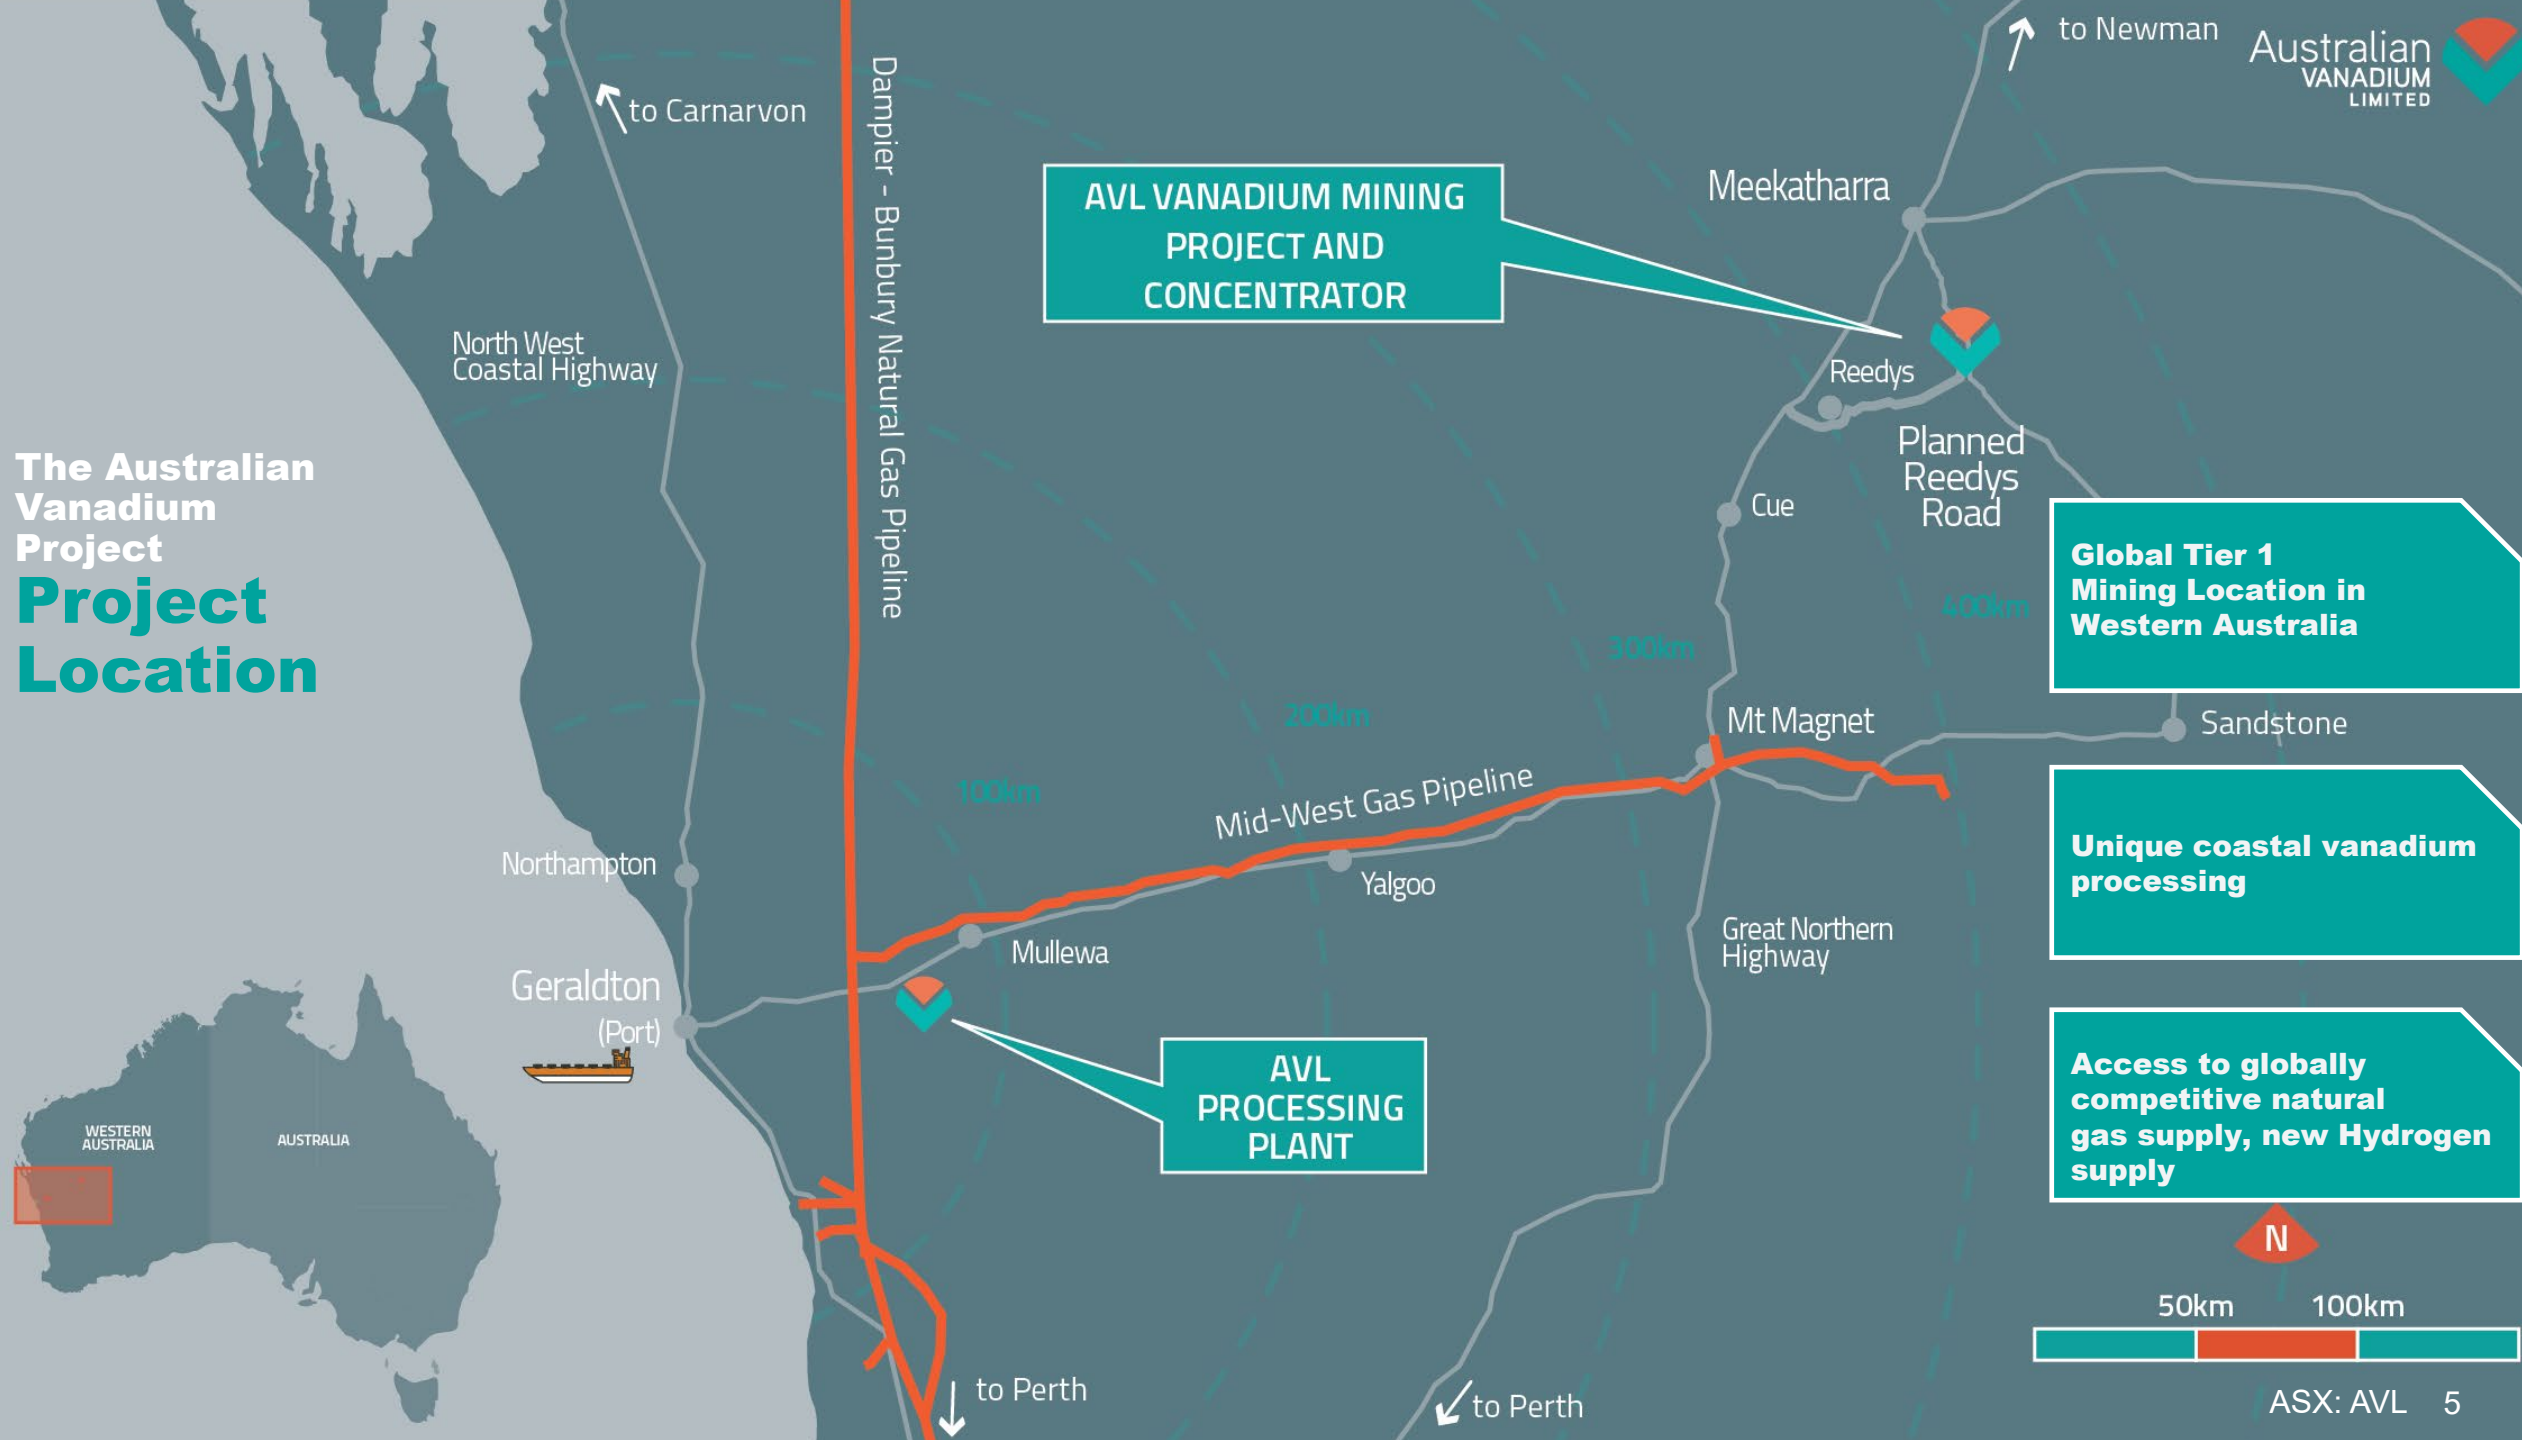 to Newman
Australian
VANADIUM
LIMITED
to Carnarvon
Dampier - Bunbury Natural Gas Pipeline
AVL VANADIUM MINING
PROJECT AND
CONCENTRATOR
Meekatharra
North West
Coastal Highway
Reedys
Planned
Reedys
Road
Cue
The Australian
Vanadium
Project
Project
Location
Global Tier 1
Mining Location in
Western Australia
400km
300km
200km
100km
Mt Magnet
Sandstone
Mid-West Gas Pipeline
Northampton
Yalgoo
Unique coastal vanadium
processing
Mullewa
Great Northern
Highway
Geraldton
(Port)
AVL
PROCESSING
PLANT
Access to globally
competitive natural
gas supply, new Hydrogen
supply
WESTERN
AUSTRALIA
AUSTRALIA
N
50km
100km
to Perth
to Perth
ASX: AVL
5